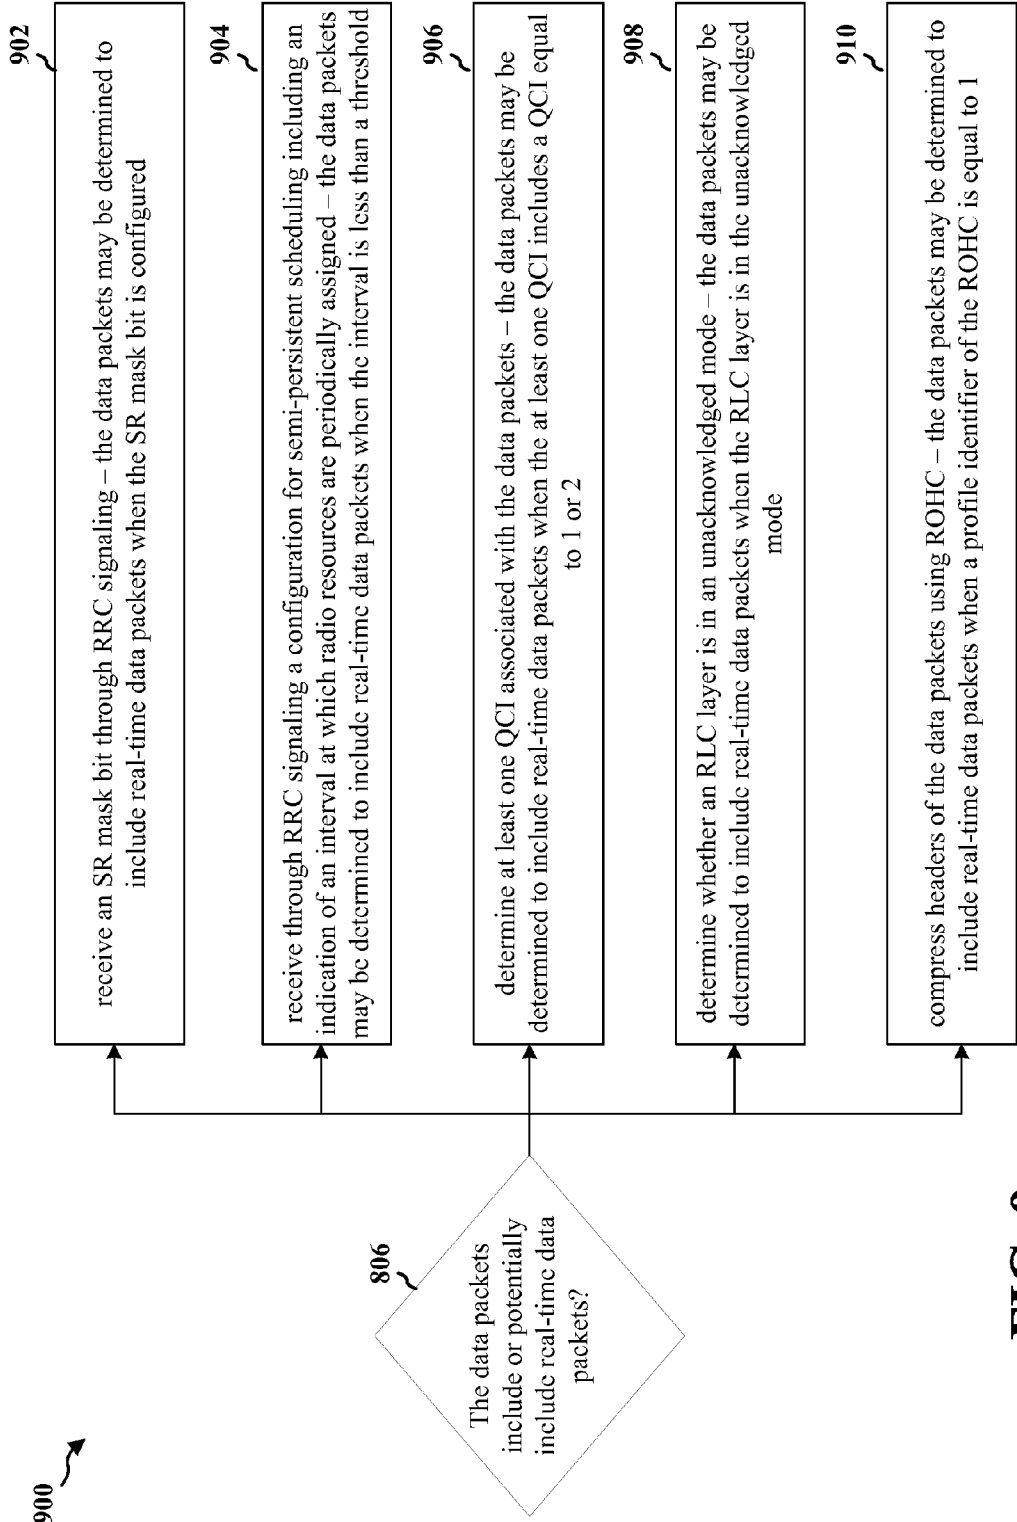 900
806
The data packets
include or potentially
include real-time data
packets?
902
receive an SR mask bit through RRC signaling – the data packets may be determined to
include real-time data packets when the SR mask bit is configured
904
receive through RRC signaling a configuration for semi-persistent scheduling including an
indication of an interval at which radio resources are periodically assigned – the data packets
may be determined to include real-time data packets when the interval is less than a threshold
906
determine at least one QCI associated with the data packets – the data packets may be
determined to include real-time data packets when the at least one QCI includes a QCI equal
to 1 or 2
908
determine whether an RLC layer is in an unacknowledged mode – the data packets may be
determined to include real-time data packets when the RLC layer is in the unacknowledged
mode
910
compress headers of the data packets using ROHC – the data packets may be determined to
include real-time data packets when a profile identifier of the ROHC is equal to 1